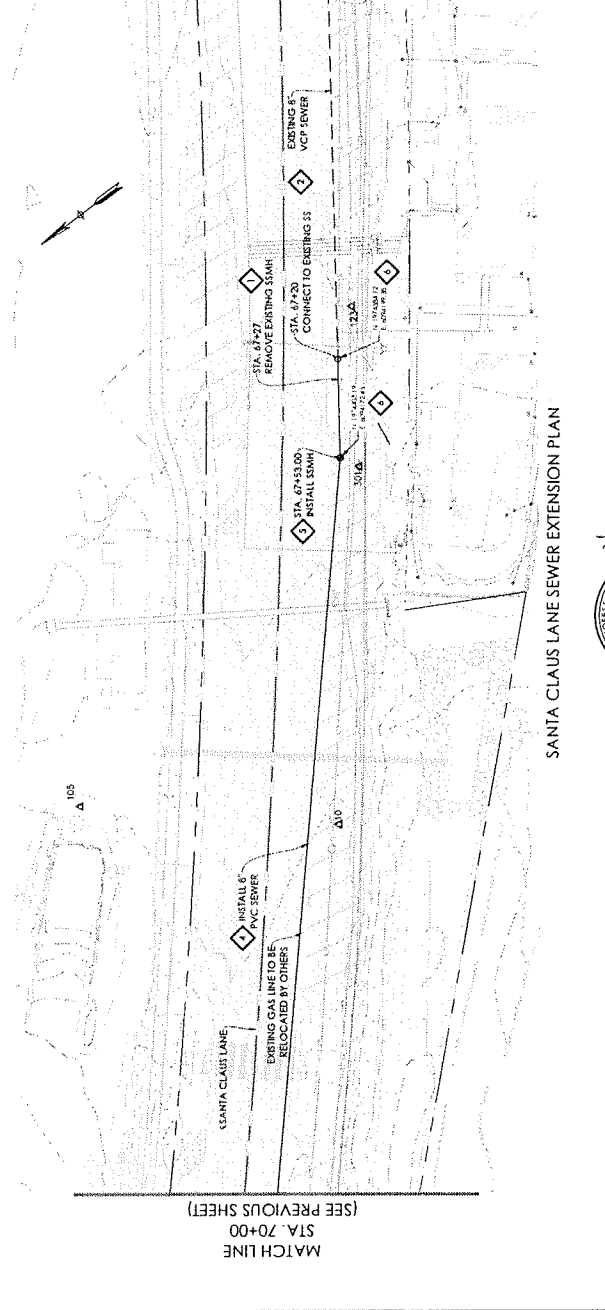 MATCH LINE
STA. 70+00
(SEE PREVIOUS SHEET)
105
℄SANTA CLAUS LANE
4
INSTALL 8"
PVC SEWER
EXISTING GAS LINE TO BE
RELOCATED BY OTHERS
5
STA. 67+53.00
INSTALL SSMH
301
6
1
STA. 67+27
REMOVE EXISTING SSMH
STA. 67+20
CONNECT TO EXISTING SS
2
EXISTING 8"
VCP SEWER
123
6
SANTA CLAUS LANE SEWER EXTENSION PLAN